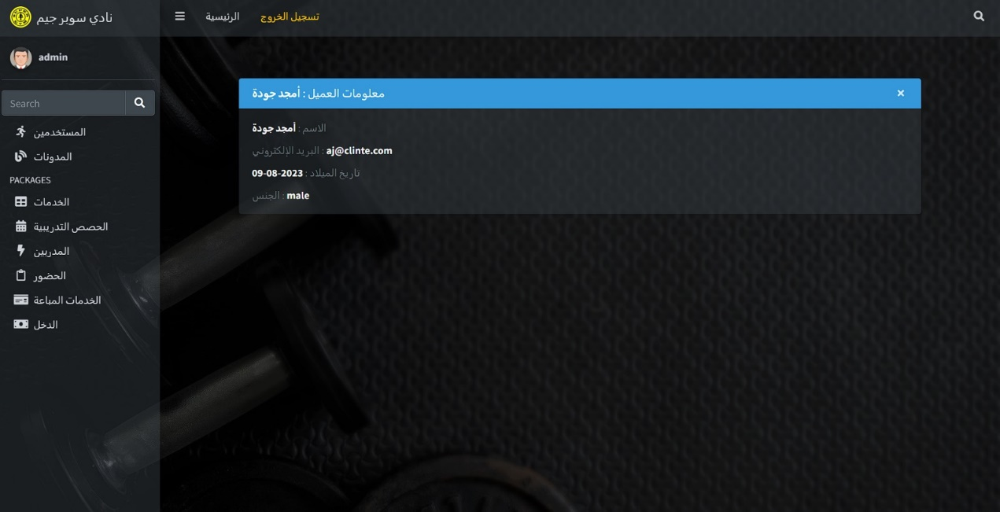 نادي سوبر جيم
الرئيسية
تسجيل الخروج
admin
Search
المستخدمين
المدونات
PACKAGES
الخدمات
الحصص التدريبية
المدربين
الحضور
الخدمات المباعة
الدخل
معلومات العميل : أمجد جودة
الاسم : أمجد جودة
البريد الإلكتروني : aj@clinte.com
تاريخ الميلاد : 09-08-2023
الجنس : male